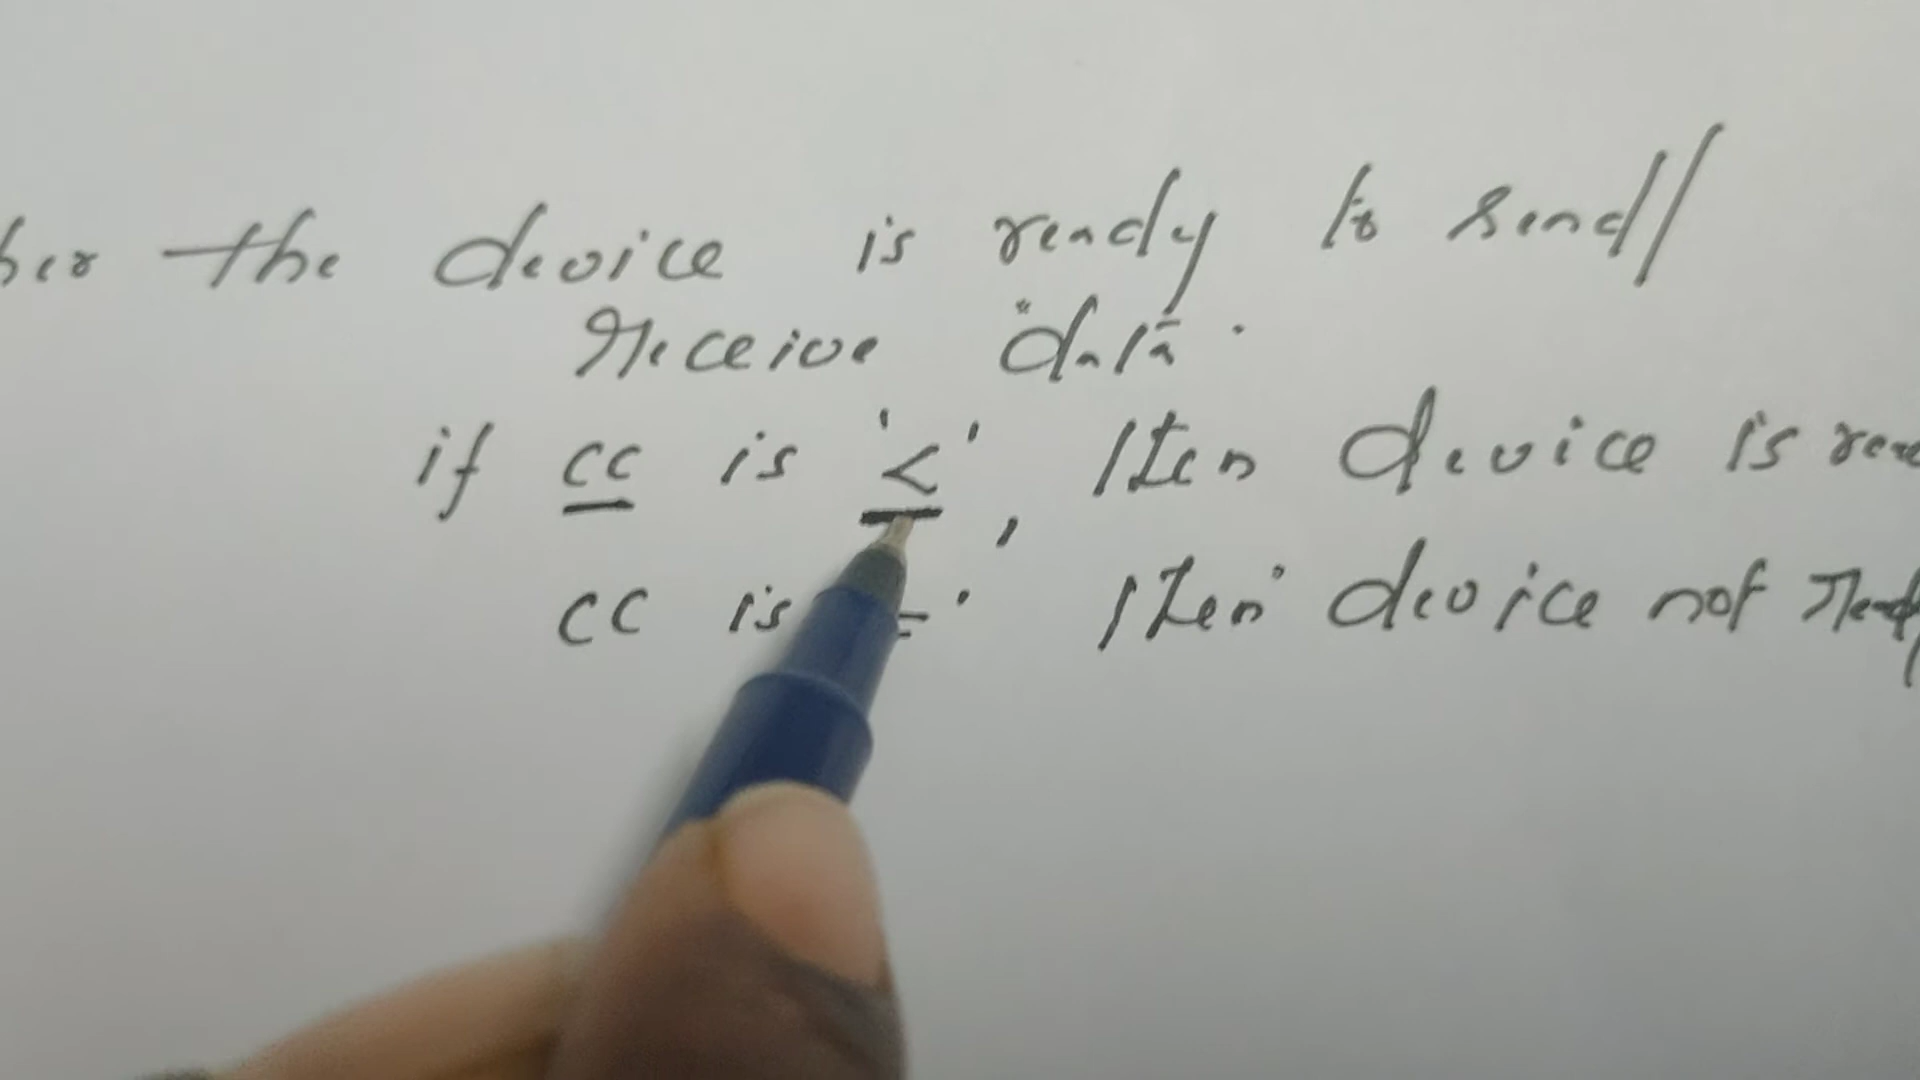 the device is ready to send/
receive data.
if cc is '<', then device is
cc is =' then device not ready